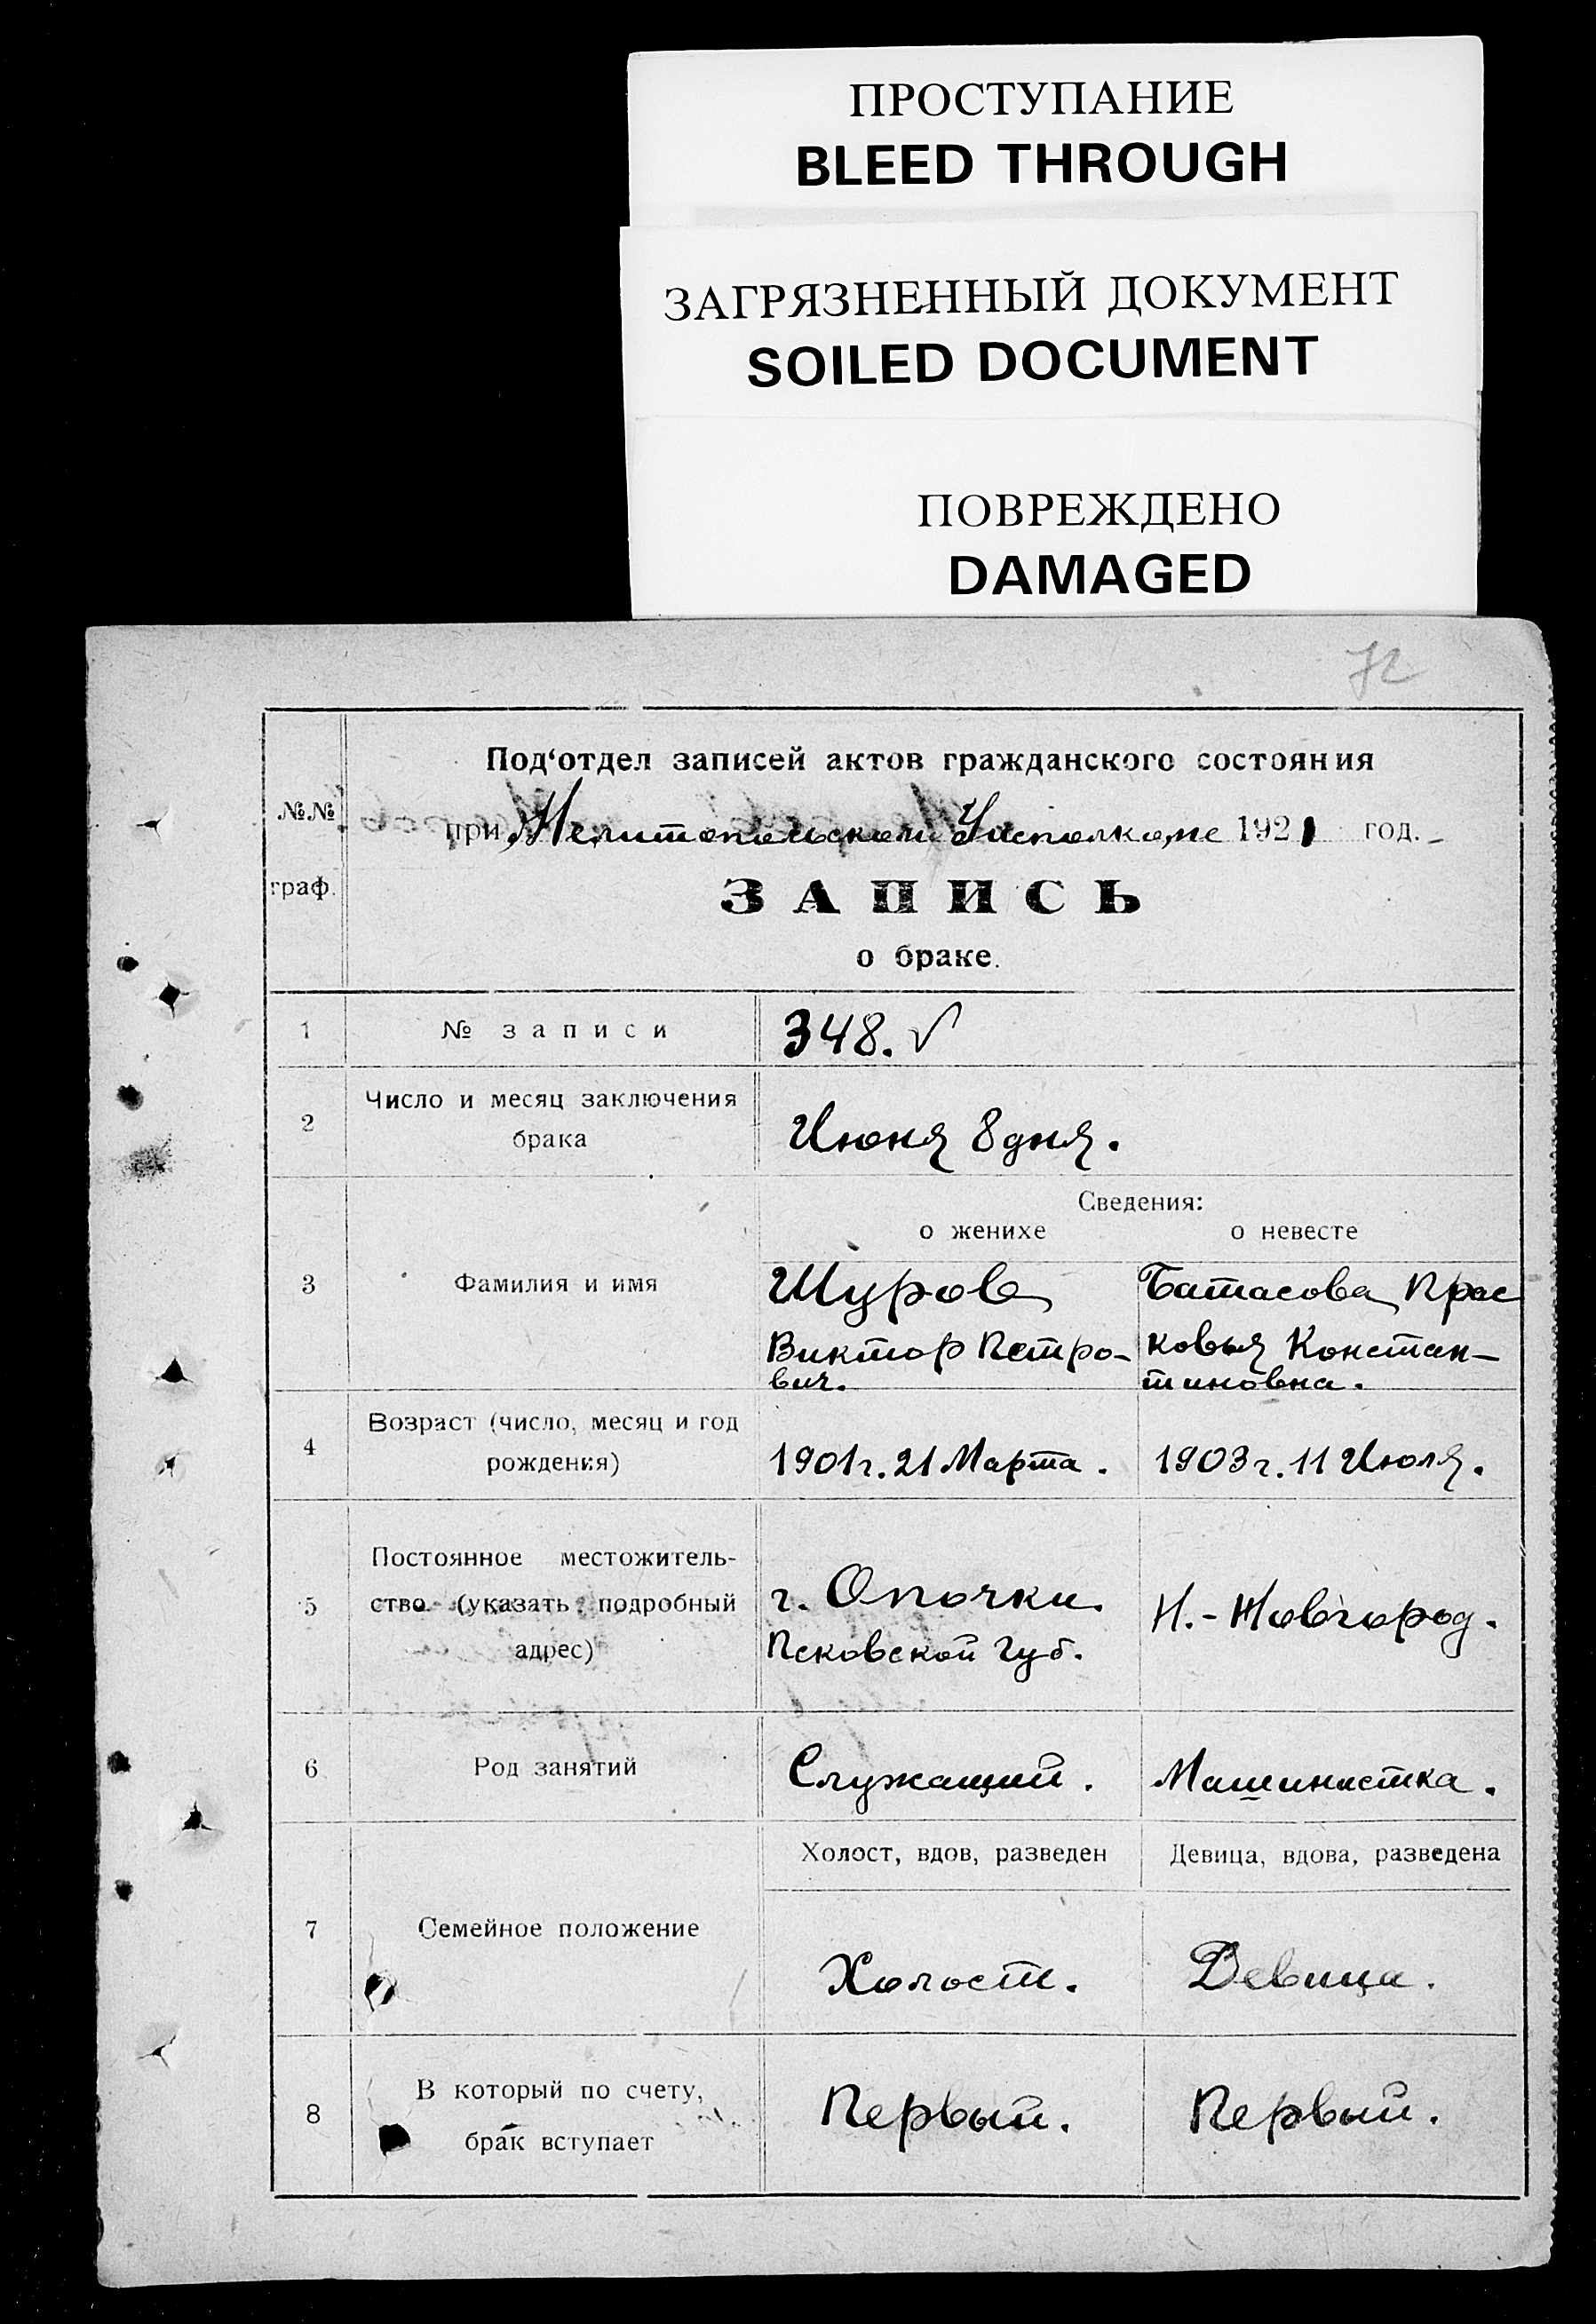 ПРОСТУПАНИЕ
BLEED THROUGH
ЗАГРЯЗНЕННЫЙ ДОКУМЕНТ
SOILED DOCUMENT
ПОВРЕЖДЕНО
DAMAGED
72
Под‘отдел записей актов гражданского состояния
№№
при Мелитопольском Уисполкоме 1921 год.
граф.
ЗАПИСЬ
о браке.
1 № записи 348. √
2 Число и месяц заключения
брака
Июня 8 дня.
Сведения:
о женихе о невесте
3 Фамилия и имя
Шуров Батасова Прас
Виктор Петро- ковья Констан-
вич. тиновна.
4 Возраст (число, месяц и год
рождения)
1901 г. 21 Марта. 1903 г. 11 Июля.
5 Постоянное местожитель-
ство (указать подробный
адрес)
г. Опочки Н.-Новгород.
Псковской Губ.
6 Род занятий Служащий. Машинистка.
Холост, вдов, разведен Девица, вдова, разведена
7 Семейное положение
Холост. Девица.
8 В который по счету,
брак вступает
Первый. Первый.